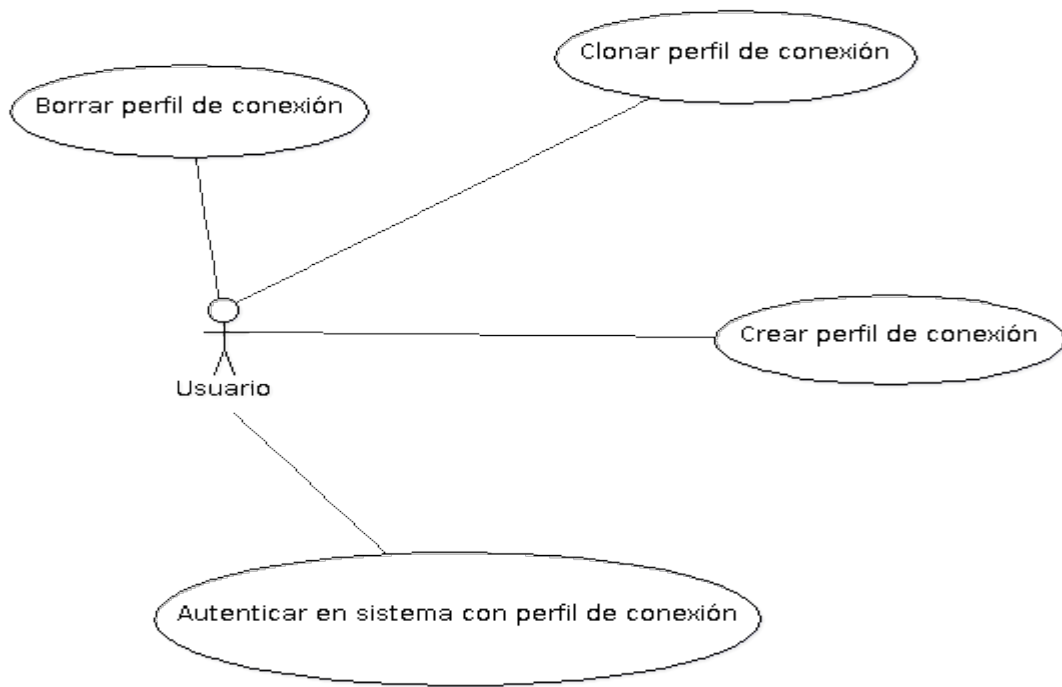 Clonar perfil de conexión
Borrar perfil de conexión
Crear perfil de conexión
Usuario
Autenticar en sistema con perfil de conexión